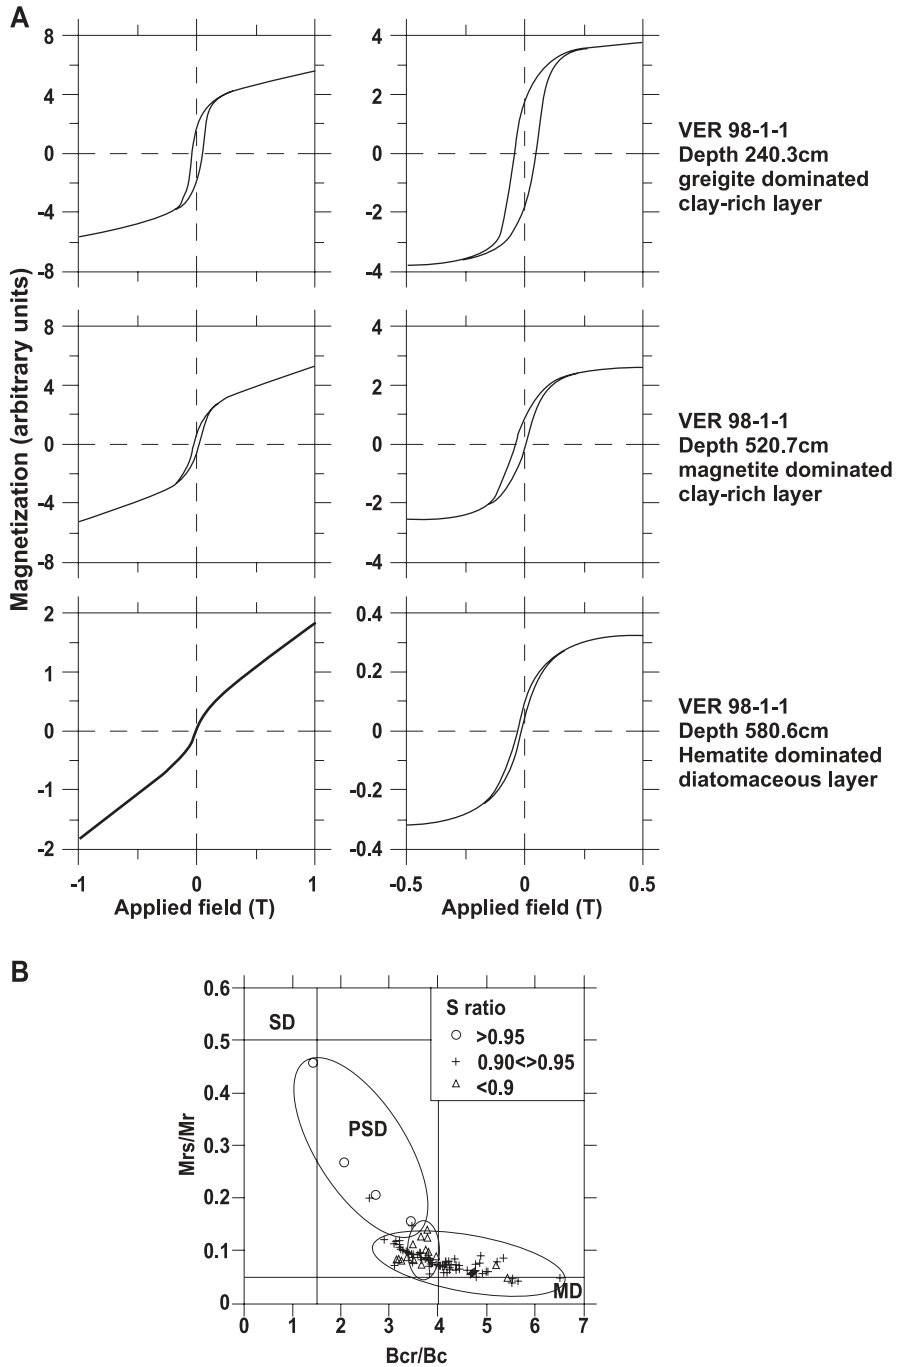 A
8
4
0
-4
-8
4
2
0
-2
-4
VER 98-1-1
Depth 240.3cm
greigite dominated
clay-rich layer
Magnetization (arbitrary units)
8
4
0
-4
-8
4
2
0
-2
-4
VER 98-1-1
Depth 520.7cm
magnetite dominated
clay-rich layer
2
1
0
-1
-2
0.4
0.2
0
-0.2
-0.4
VER 98-1-1
Depth 580.6cm
Hematite dominated
diatomaceous layer
-1 0 1
Applied field (T)
-0.5 0 0.5
Applied field (T)
B
Mrs/Mr
0.6
0.5
0.4
0.3
0.2
0.1
0
SD
PSD
MD
S ratio
>0.95
0.90<>0.95
<0.9
0 1 2 3 4 5 6 7
Bcr/Bc